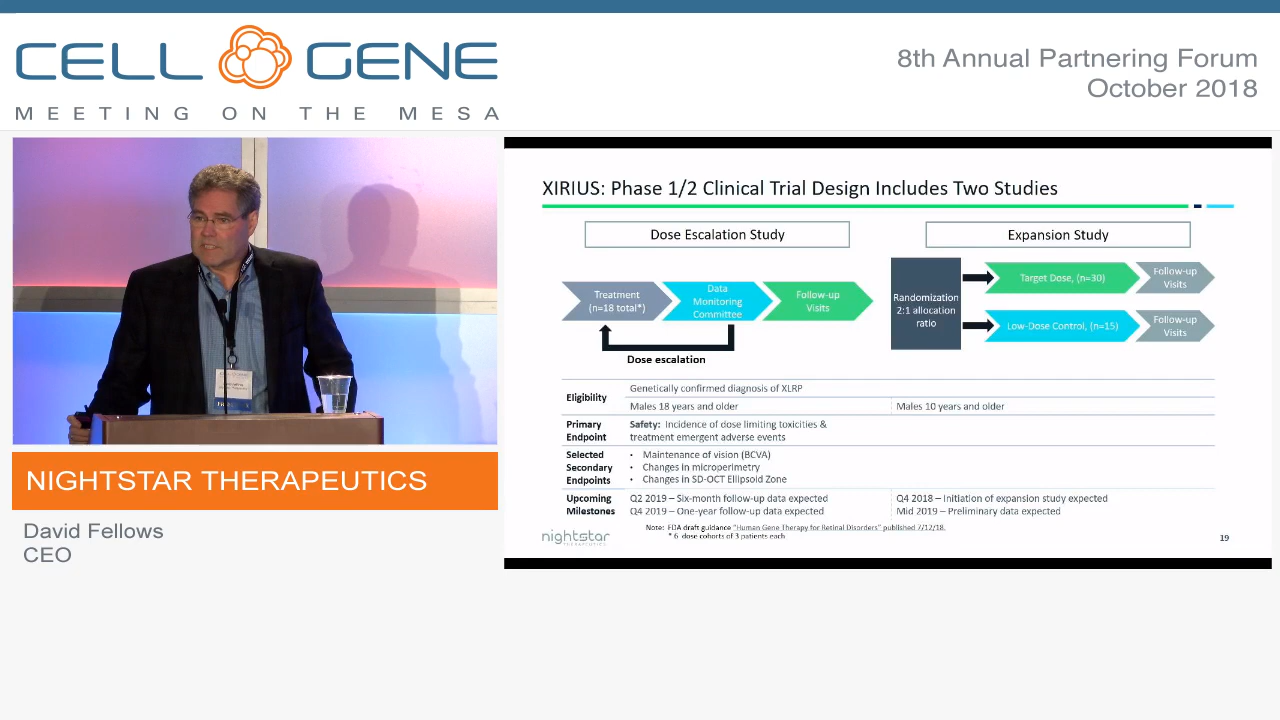 CELL GENE
MEETING ON THE MESA
8th Annual Partnering Forum
October 2018
XIRIUS: Phase 1/2 Clinical Trial Design Includes Two Studies
Dose Escalation Study
Expansion Study
Treatment
(n=18 total*)
Data
Monitoring
Committee
Follow-up
Visits
Dose escalation
Randomization
2:1 allocation
ratio
Target Dose, (n=30)
Follow-up
Visits
Low-Dose Control, (n=15)
Follow-up
Visits
Eligibility
Genetically confirmed diagnosis of XLRP
Males 18 years and older
Males 10 years and older
Primary
Endpoint
Safety: Incidence of dose limiting toxicities &
treatment emergent adverse events
Selected
Secondary
Endpoints
• Maintenance of vision (BCVA)
• Changes in microperimetry
• Changes in SD-OCT Ellipsoid Zone
Upcoming
Milestones
Q2 2019 – Six-month follow-up data expected
Q4 2019 – One-year follow-up data expected
Q4 2018 – Initiation of expansion study expected
Mid 2019 – Preliminary data expected
Note: FDA draft guidance "Human Gene Therapy for Retinal Disorders" published 7/12/18.
* 6 dose cohorts of 3 patients each
nightstar
THERAPEUTICS
19
NIGHTSTAR THERAPEUTICS
David Fellows
CEO